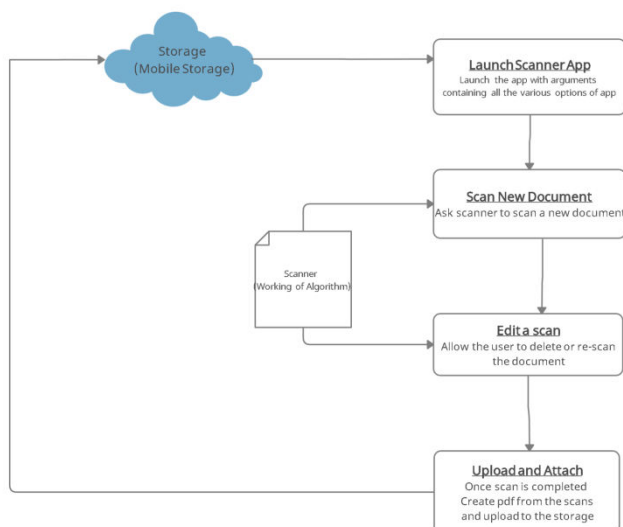 Storage
(Mobile Storage)
Launch Scanner App
Launch the app with arguments
containing all the various options of app
Scan New Document
Ask scanner to scan a new document
Scanner
(Working of Algorithm)
Edit a scan
Allow the user to delete or re-scan
the document
Upload and Attach
Once scan is completed
Create pdf from the scans
and upload to the storage